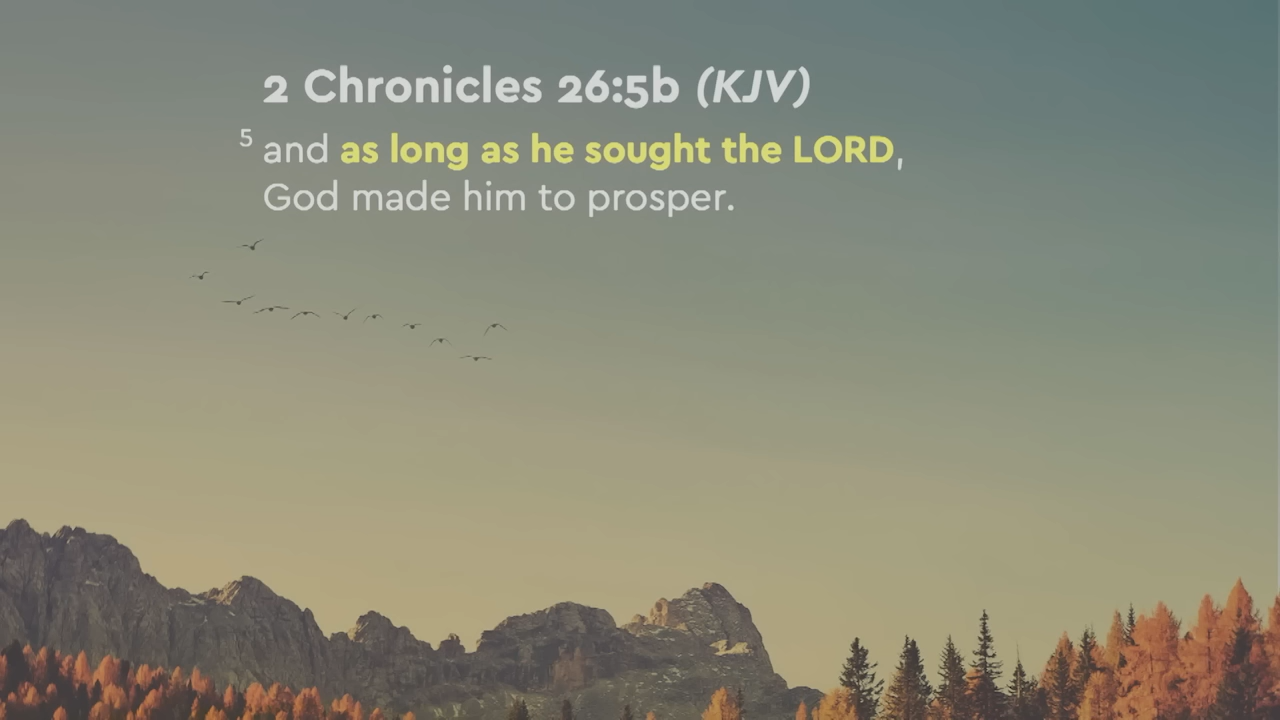 2 Chronicles 26:5b (KJV)
5 and as long as he sought the LORD,
God made him to prosper.